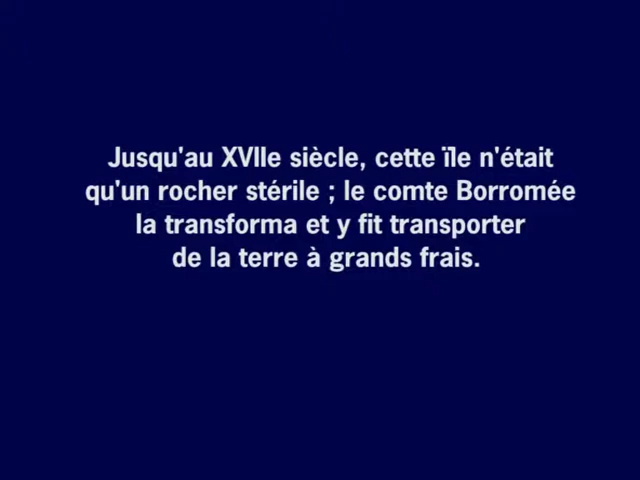 Jusqu'au XVIIe siècle, cette ïle n'était
qu'un rocher stérile ; le comte Borromée
la transforma et y fit transporter
de la terre à grands frais.